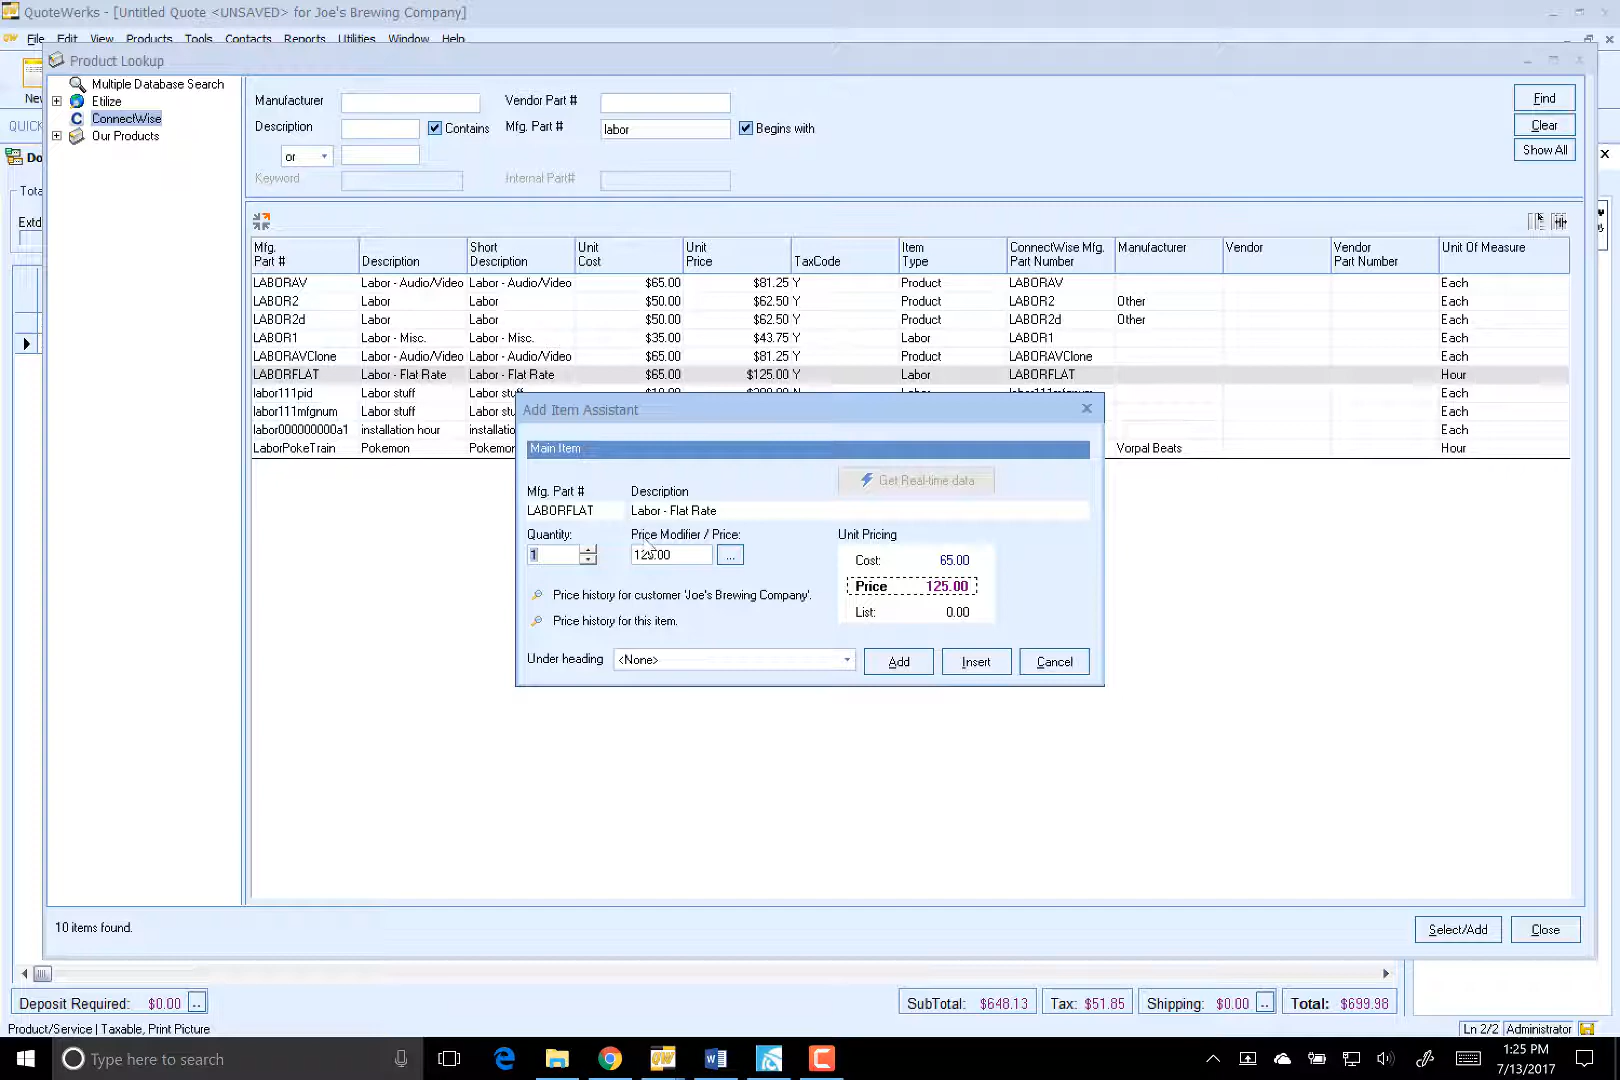 QuoteWerks - [Untitled Quote <UNSAVED> for Joe's Brewing Company]
File Edit View Products Tools Contacts Reports Utilities Window Help
Product Lookup
Multiple Database Search
Etilize
ConnectWise
Our Products
New
QUICK
Do
Tota
Extd
Manufacturer
Vendor Part #
Description
Contains
Mfg. Part #
labor
Begins with
or
Keyword
Internal Part#
Find
Clear
Show All
Mfg. Part # Description Short Description Unit Cost Unit Price TaxCode Item Type ConnectWise Mfg. Part Number Manufacturer Vendor Vendor Part Number Unit Of Measure
LABORAV Labor - Audio/Video Labor - Audio/Video $65.00 $81.25 Y Product LABORAV Each
LABOR2 Labor Labor $50.00 $62.50 Y Product LABOR2 Other Each
LABOR2d Labor Labor $50.00 $62.50 Y Product LABOR2d Other Each
LABOR1 Labor - Misc. Labor - Misc. $35.00 $43.75 Y Labor LABOR1 Each
LABORAVClone Labor - Audio/Video Labor - Audio/Video $65.00 $81.25 Y Product LABORAVClone Each
LABORFLAT Labor - Flat Rate Labor - Flat Rate $65.00 $125.00 Y Labor LABORFLAT Hour
labor111pid Labor stuff Labor stuff Each
labor111mfgnum Labor stuff Labor stuff Each
labor000000000a1 installation hour installatio Each
LaborPokeTrain Pokemon Pokemon Vorpal Beats Hour
Add Item Assistant
Main Item
Get Real-time data
Mfg. Part # Description
LABORFLAT Labor - Flat Rate
Quantity: Price Modifier / Price: Unit Pricing
1 125.00 ...
Cost: 65.00
Price 125.00
List: 0.00
Price history for customer 'Joe's Brewing Company'.
Price history for this item.
Under heading <None> Add Insert Cancel
10 items found.
Select/Add Close
Deposit Required: $0.00 .. SubTotal: $648.13 Tax: $51.85 Shipping: $0.00 .. Total: $699.98
Product/Service | Taxable, Print Picture
Ln 2/2 Administrator
Type here to search
1:25 PM
7/13/2017